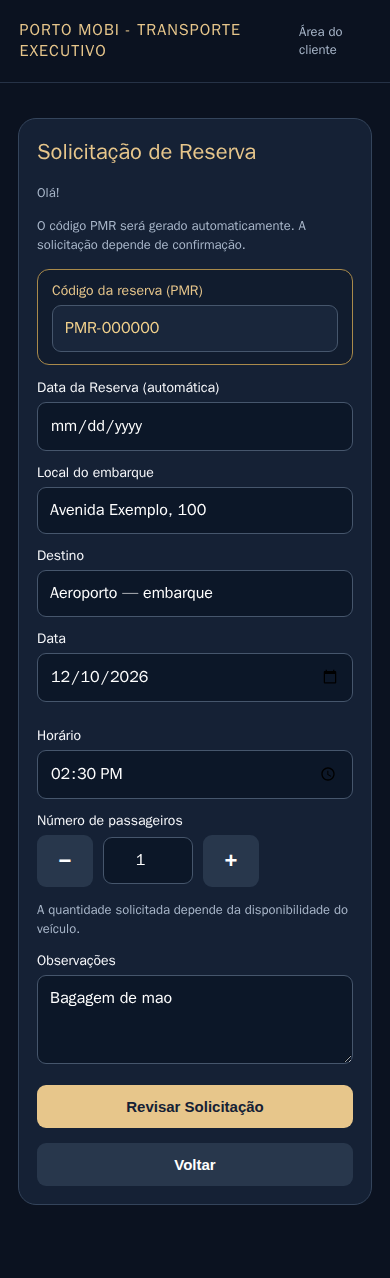 PORTO MOBI - TRANSPORTE
EXECUTIVO
Área do
cliente
Solicitação de Reserva
Olá!
O código PMR será gerado automaticamente. A
solicitação depende de confirmação.
Código da reserva (PMR)
PMR-000000
Data da Reserva (automática)
mm/dd/yyyy
Local do embarque
Avenida Exemplo, 100
Destino
Aeroporto — embarque
Data
12/10/2026
Horário
02:30 PM
Número de passageiros
− 1 +
A quantidade solicitada depende da disponibilidade do
veículo.
Observações
Bagagem de mao
Revisar Solicitação
Voltar